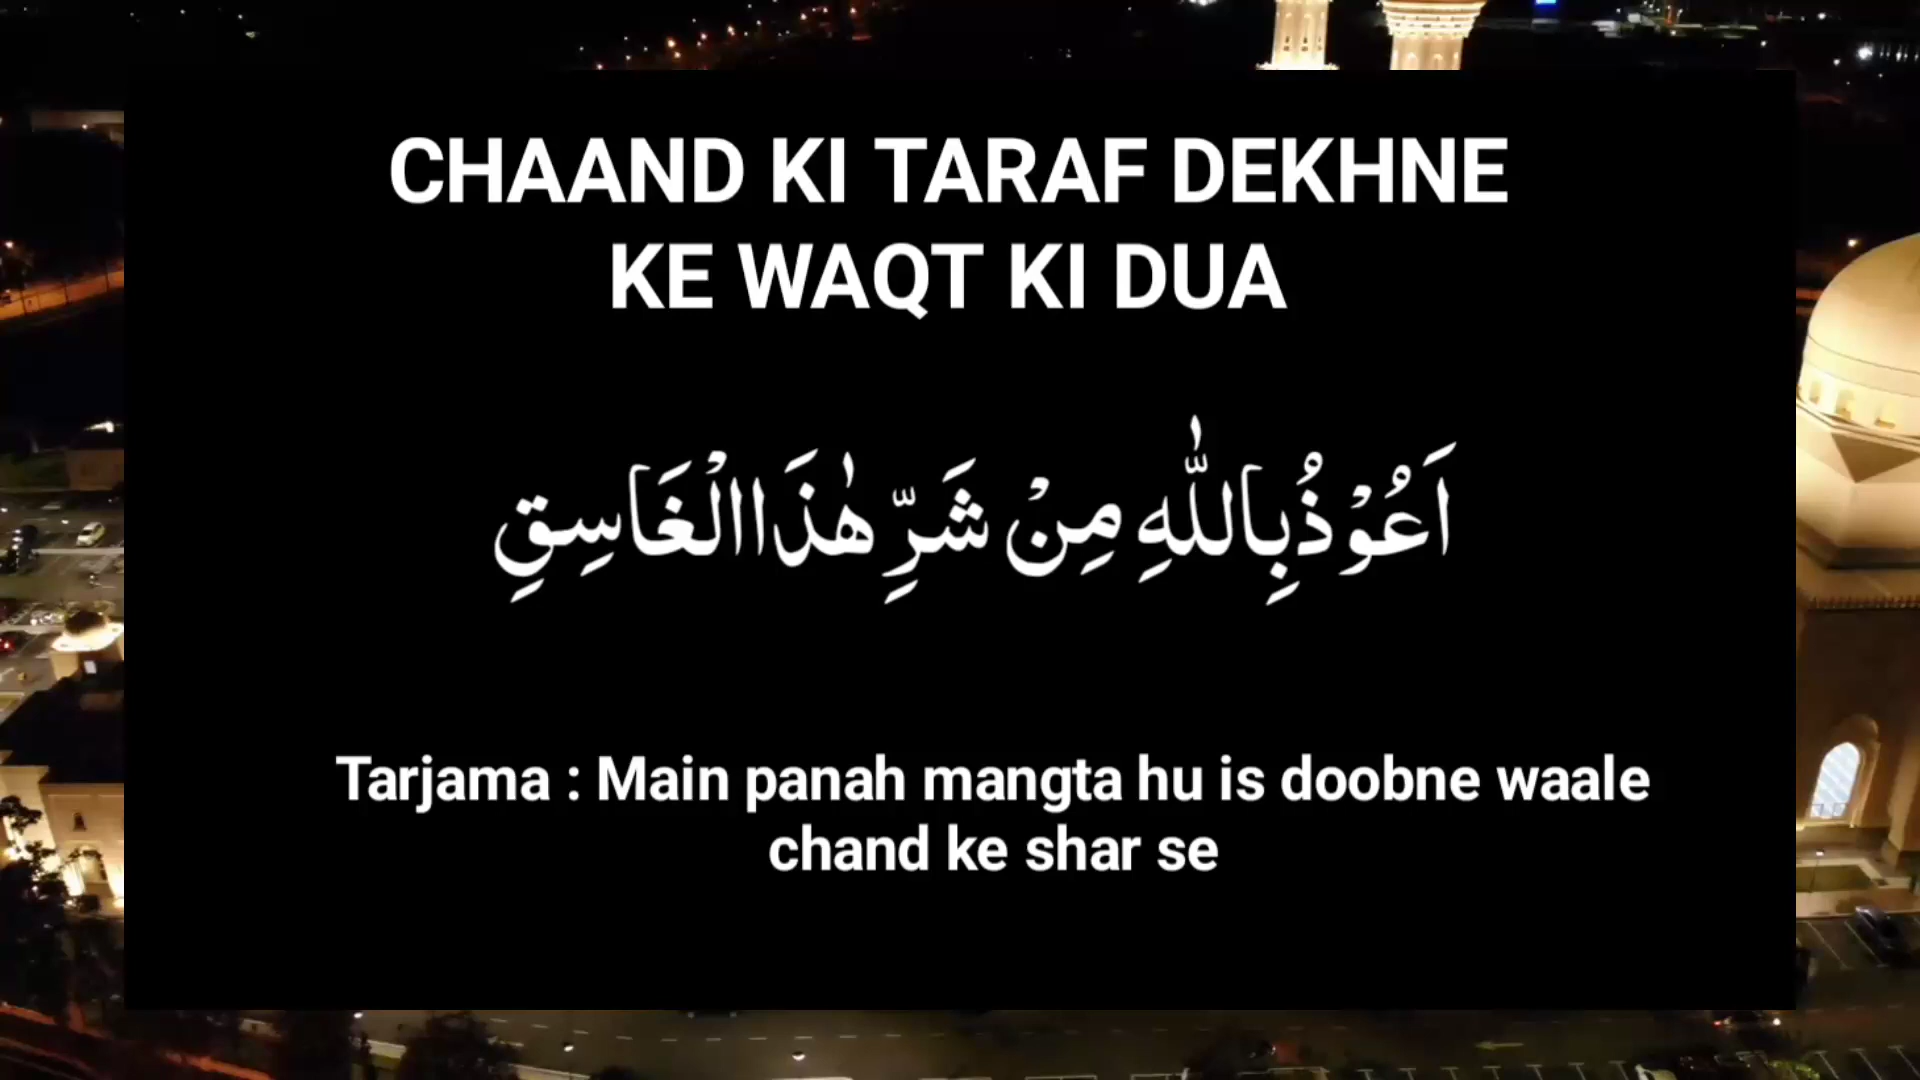 CHAAND KI TARAF DEKHNE
KE WAQT KI DUA
اَعُوْذُبِاللّٰهِ مِنْ شَرِّ هٰذَاالْغَاسِقِ
Tarjama : Main panah mangta hu is doobne waale
chand ke shar se